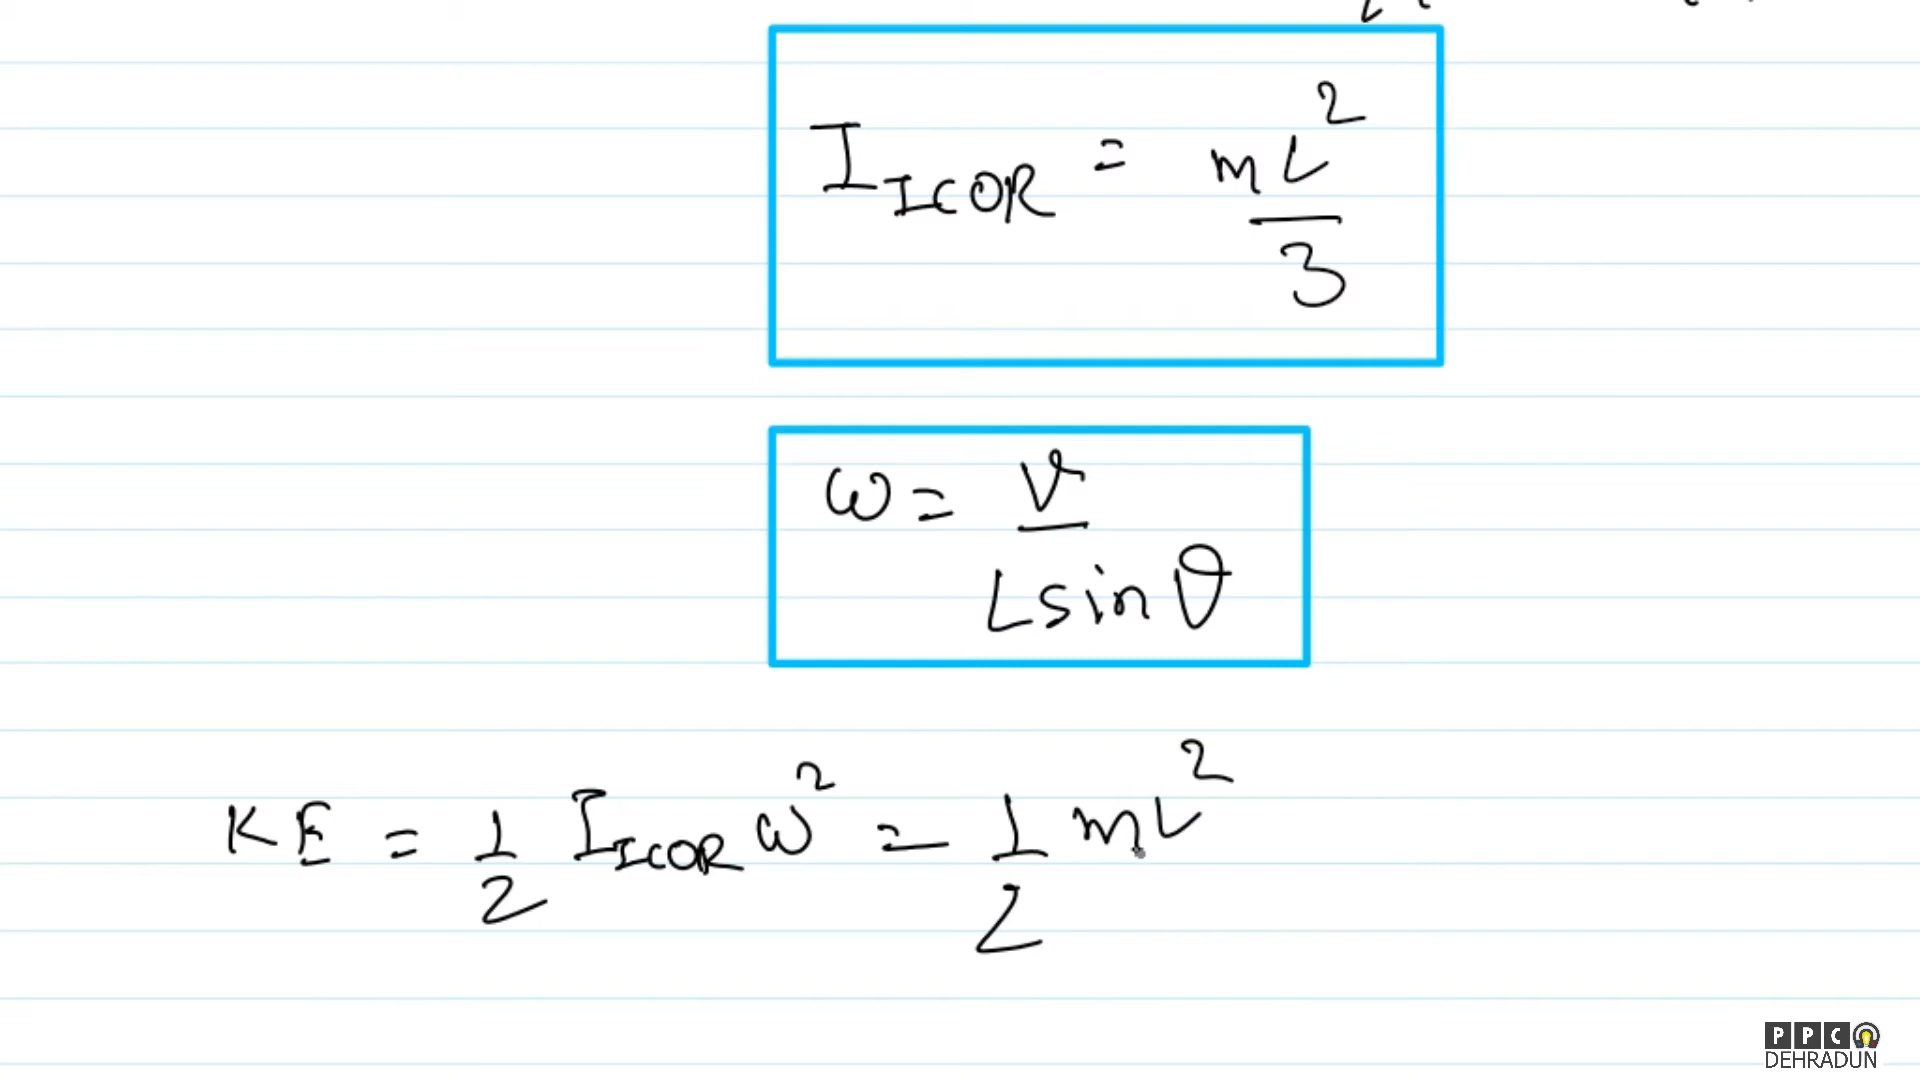 I_ICOR = mL²/3
ω = v/L sin θ
KE = 1/2 I_ICOR ω² = 1/2 mL²
PPC
DEHRADUN